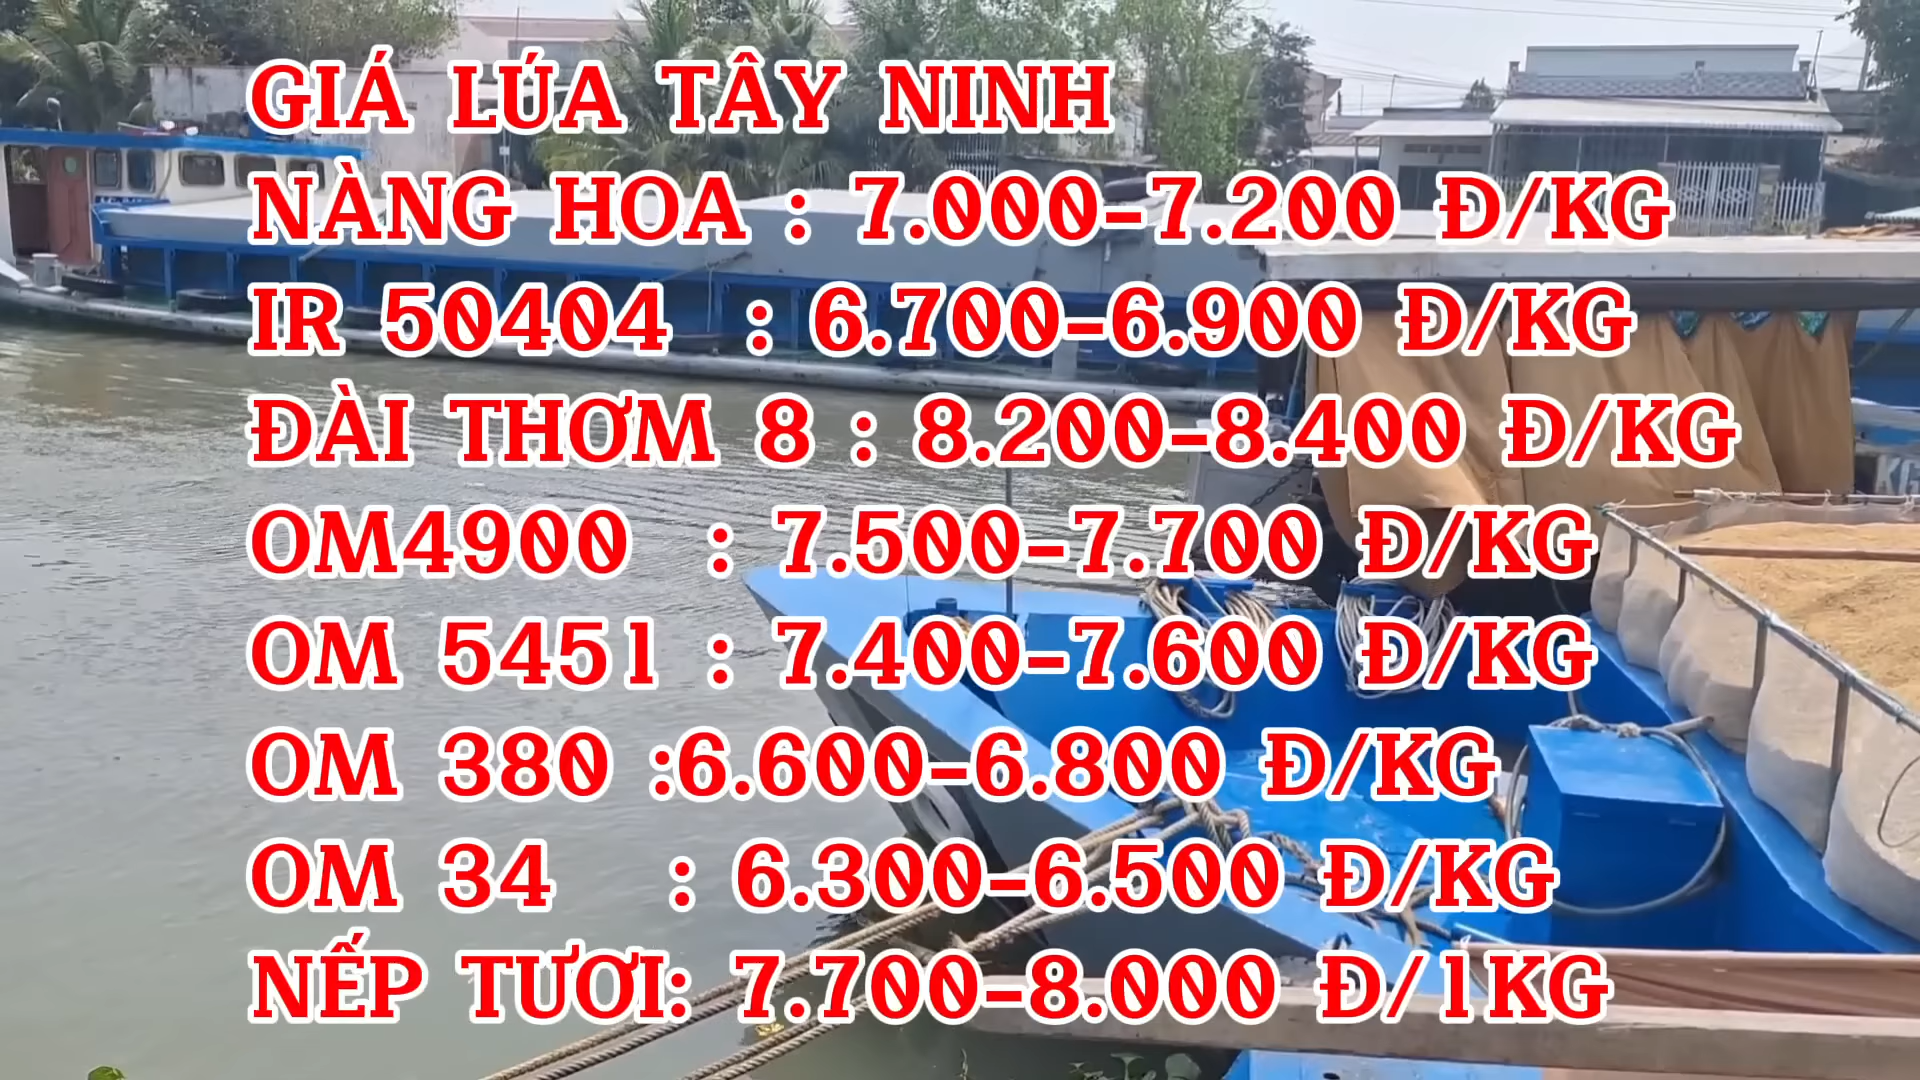 GIÁ LÚA TÂY NINH
NÀNG HOA : 7.000-7.200 Đ/KG
IR 50404 : 6.700-6.900 Đ/KG
ĐÀI THƠM 8 : 8.200-8.400 Đ/KG
OM4900 : 7.500-7.700 Đ/KG
OM 5451 : 7.400-7.600 Đ/KG
OM 380 :6.600-6.800 Đ/KG
OM 34 : 6.300-6.500 Đ/KG
NẾP TƯƠI: 7.700-8.000 Đ/1KG